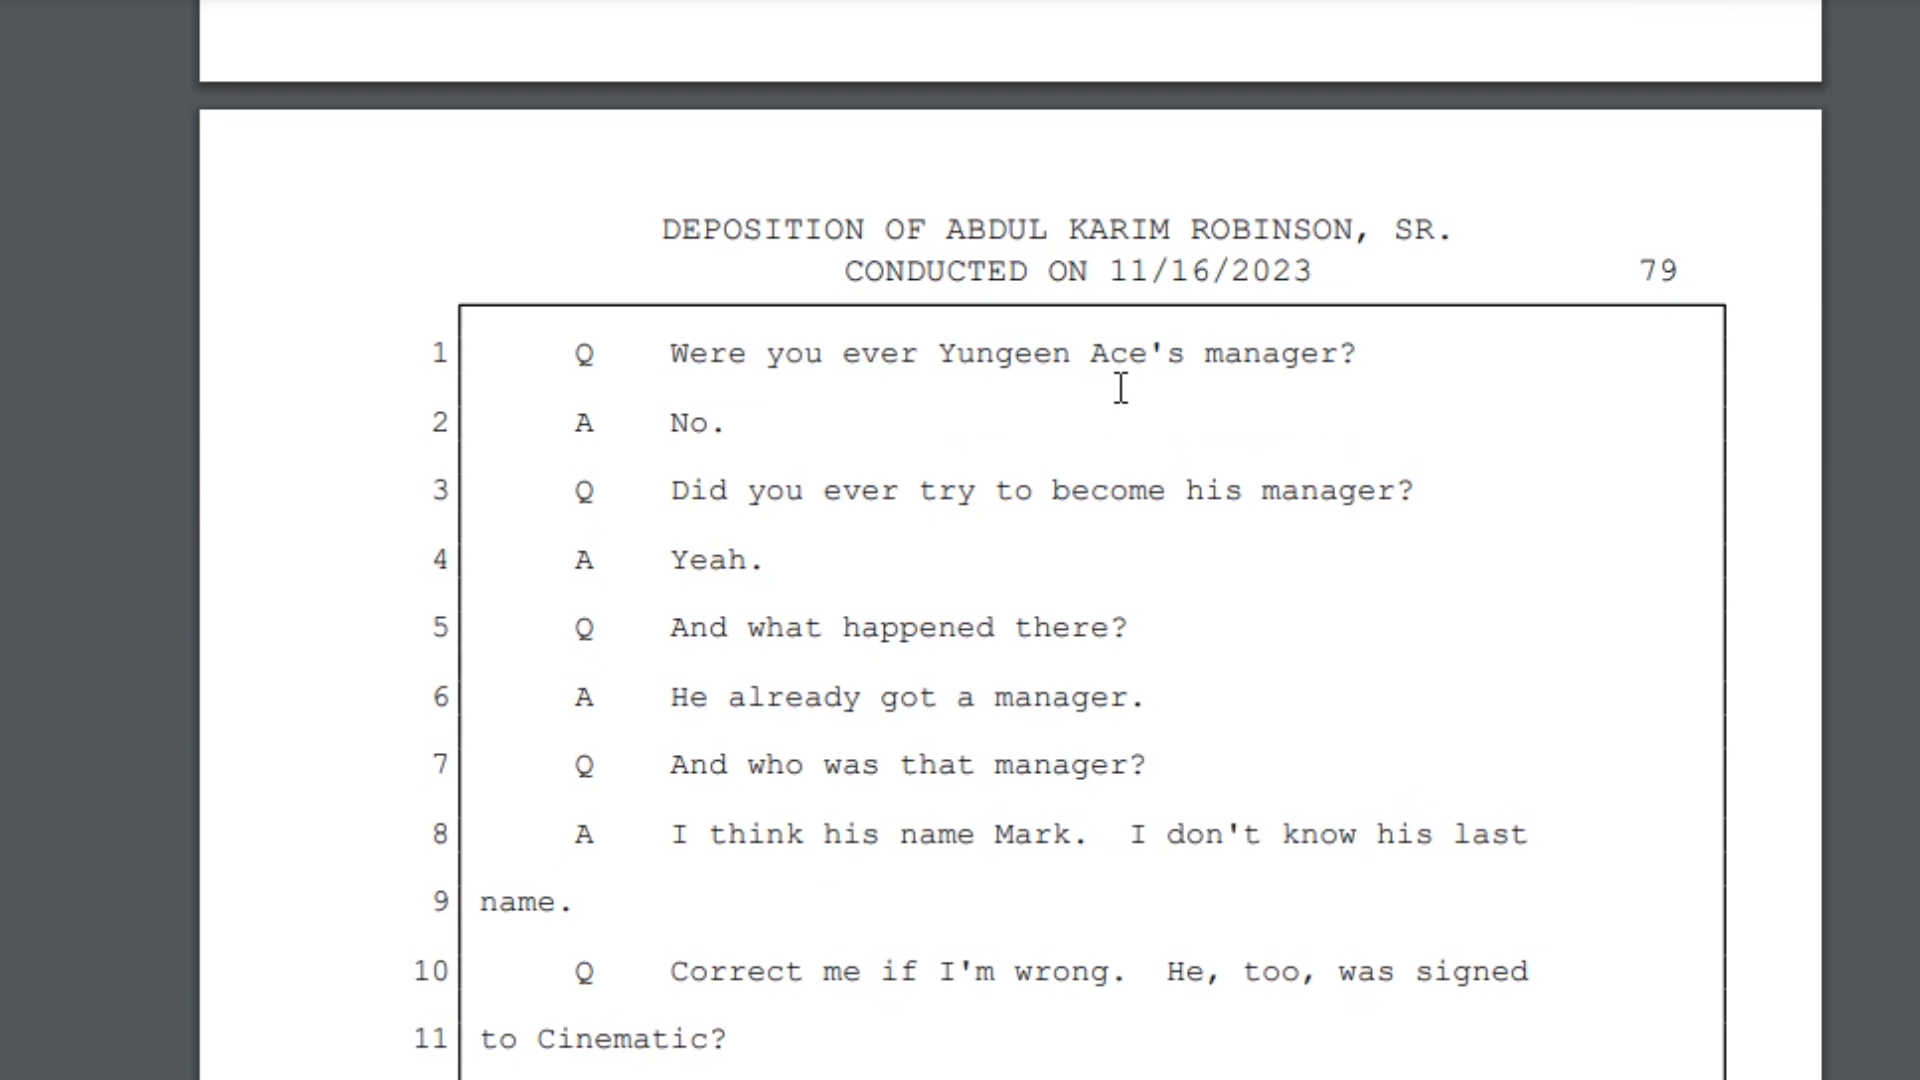 DEPOSITION OF ABDUL KARIM ROBINSON, SR.
CONDUCTED ON 11/16/2023 79
1 Q Were you ever Yungeen Ace's manager?
2 A No.
3 Q Did you ever try to become his manager?
4 A Yeah.
5 Q And what happened there?
6 A He already got a manager.
7 Q And who was that manager?
8 A I think his name Mark. I don't know his last
9 name.
10 Q Correct me if I'm wrong. He, too, was signed
11 to Cinematic?